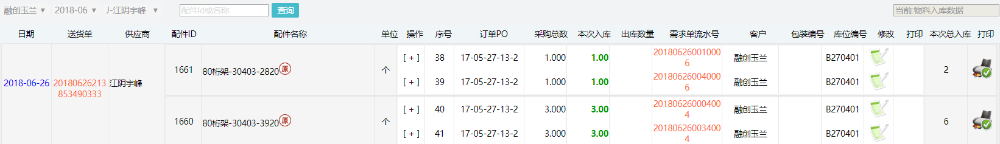 融创玉兰 ▼ 2018-06 ▼ J-江阴宇峰 ▼ 配件Id或名称 查询 当前:物料入库数据
日期 送货单 供应商 配件ID 配件名称 单位 操作 序号 订单PO 采购总数 本次入库 出库数量 需求单流水号 客户 包装编号 库位编号 修改 打印 本次总入库 打印
2018-06-26 20180626213853490333 江阴宇峰
1661 80桁架-30403-2820 原 个
[ + ] 38 17-05-27-13-2 1.000 1.00 201806260010006 融创玉兰 B270401
[ + ] 39 17-05-27-13-2 1.000 1.00 201806260040006 融创玉兰 B270401
2
1660 80桁架-30403-3920 原 个
[ + ] 40 17-05-27-13-2 3.000 3.00 201806260004004 融创玉兰 B270401
[ + ] 41 17-05-27-13-2 3.000 3.00 201806260034004 融创玉兰 B270401
6